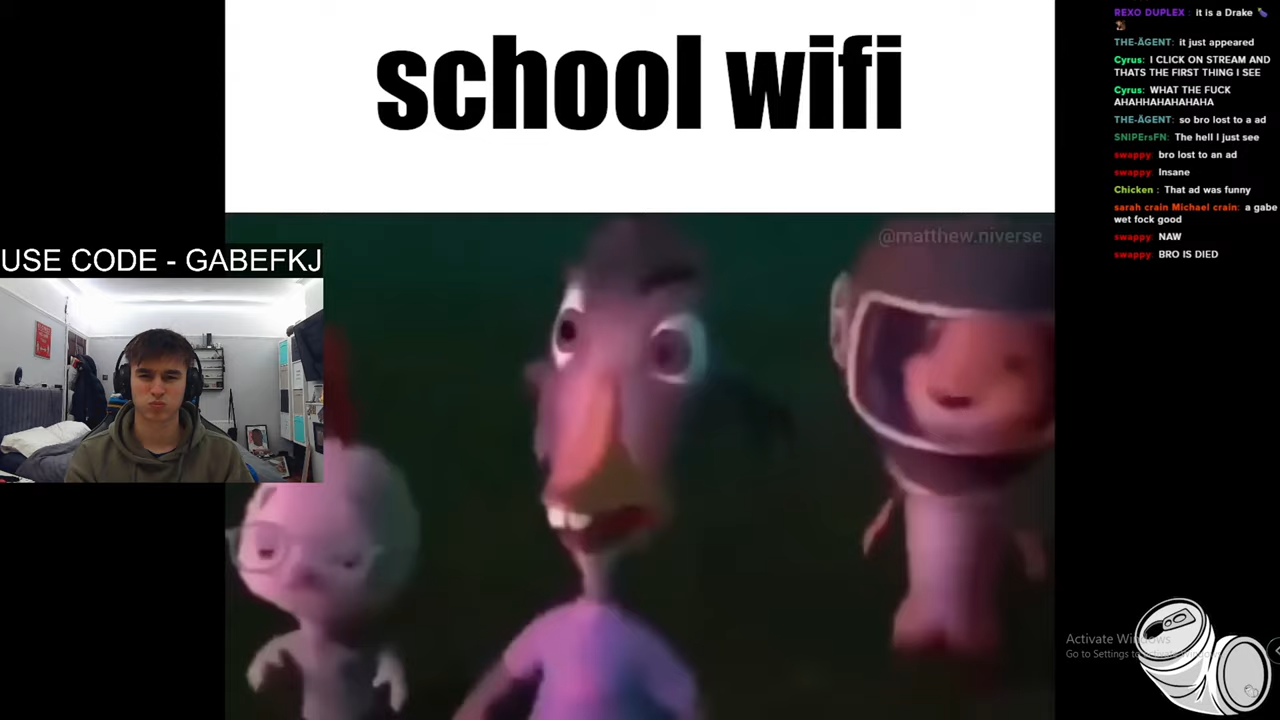 school wifi
@matthew.niverse
USE CODE - GABEFKJ
REXO DUPLEX : it is a Drake
THE-ÄGENT: it just appeared
Cyrus: I CLICK ON STREAM AND
THATS THE FIRST THING I SEE
Cyrus: WHAT THE FUCK
AHAHHAHAHAHAHA
THE-ÄGENT: so bro lost to a ad
SNIPErsFN: The hell I just see
swappy: bro lost to an ad
swappy: Insane
Chicken : That ad was funny
sarah crain Michael crain: a gabe
wet fock good
swappy: NAW
swappy: BRO IS DIED
Activate Windows
Go to Settings to